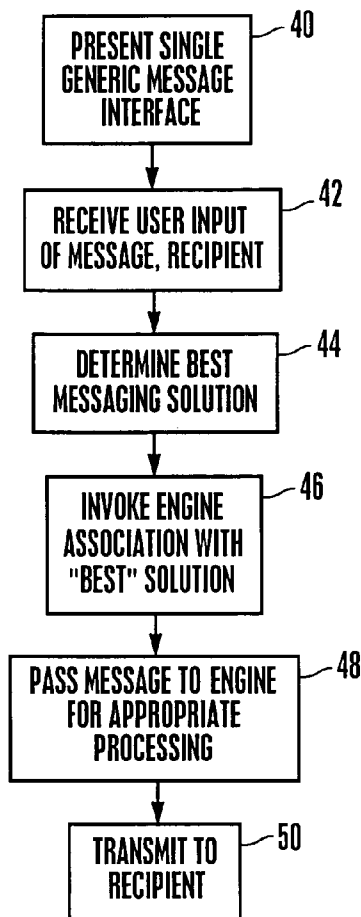 40
PRESENT SINGLE
GENERIC MESSAGE
INTERFACE
42
RECEIVE USER INPUT
OF MESSAGE, RECIPIENT
44
DETERMINE BEST
MESSAGING SOLUTION
46
INVOKE ENGINE
ASSOCIATION WITH
"BEST" SOLUTION
48
PASS MESSAGE TO ENGINE
FOR APPROPRIATE
PROCESSING
50
TRANSMIT TO
RECIPIENT